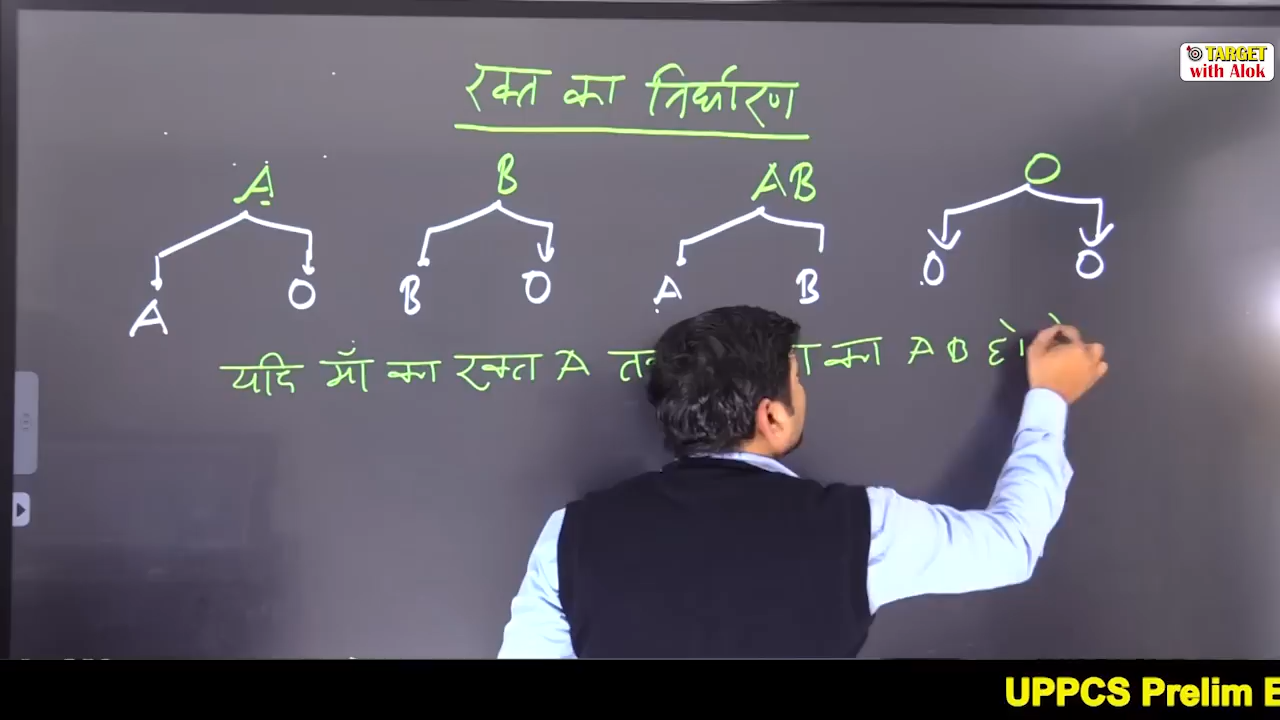 TARGET
with Alok
रक्त का निर्धारण
A B AB O
A O B O A B O O
यदि माँ का रक्त A का AB हो
UPPCS Prelim E